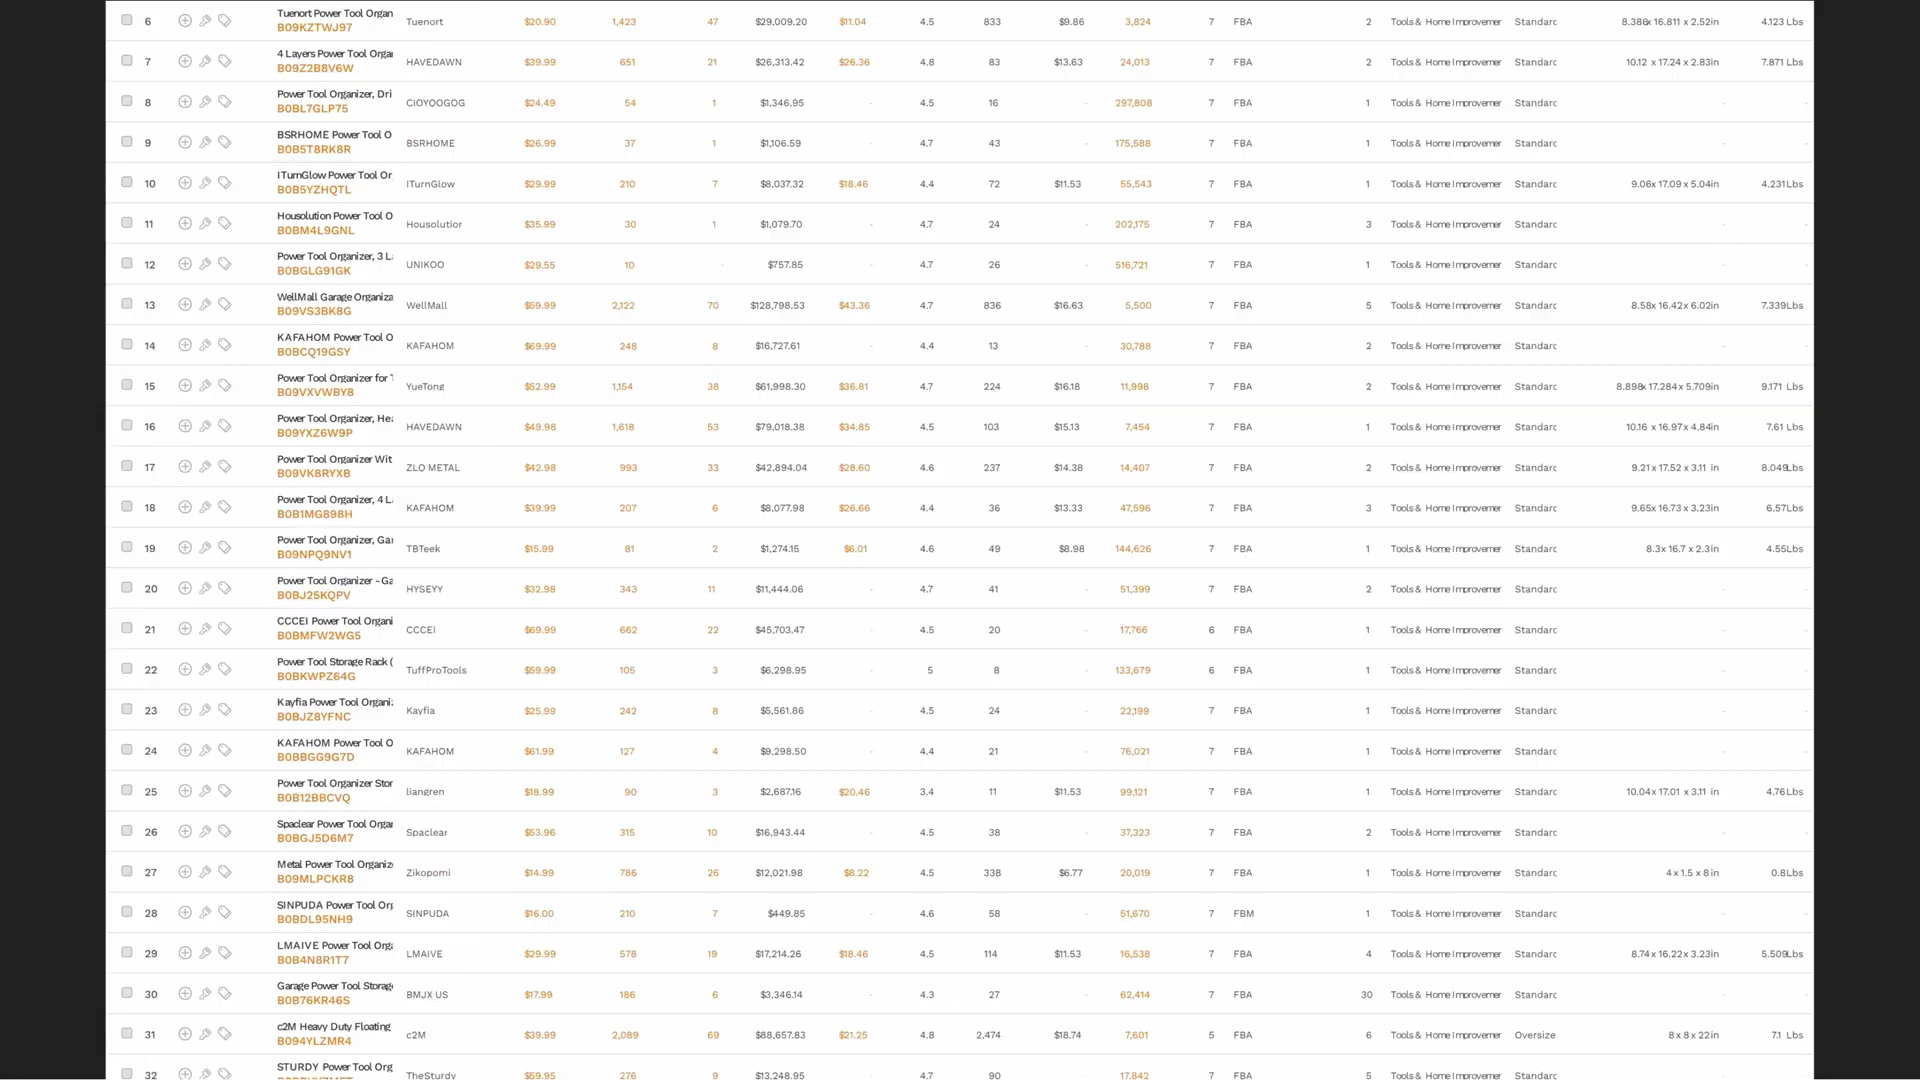 6 Tuenort Power Tool Organ B09KZTWJ97 Tuenort $20.90 1,423 47 $29,009.20 $11.04 4.5 833 $9.86 3,824 7 FBA 2 Tools & Home Improvemer Standarc 8.386x 16.811 x 2.52in 4.123 Lbs
7 4 Layers Power Tool Orgar B09Z2B8V6W HAVEDAWN $39.99 651 21 $26,313.42 $26.36 4.8 83 $13.63 24,013 7 FBA 2 Tools & Home Improvemer Standarc 10.12 x 17.24 x 2.83in 7.871 Lbs
8 Power Tool Organizer, Dri B0BL7GLP75 CIOYOOGOG $24.49 54 1 $1,346.95 - 4.5 16 - 297,808 7 FBA 1 Tools & Home Improvemer Standarc - -
9 BSRHOME Power Tool O B0B5T8RK8R BSRHOME $26.99 37 1 $1,106.59 - 4.7 43 - 175,588 7 FBA 1 Tools & Home Improvemer Standarc - -
10 ITurnGlow Power Tool Or B0B5YZHQTL ITurnGlow $29.99 210 7 $8,037.32 $18.46 4.4 72 $11.53 55,543 7 FBA 1 Tools & Home Improvemer Standarc 9.06x 17.09 x 5.04in 4.231Lbs
11 Housolution Power Tool O B0BM4L9GNL Housolutior $35.99 30 1 $1,079.70 - 4.7 24 - 202,175 7 FBA 3 Tools & Home Improvemer Standarc - -
12 Power Tool Organizer, 3 L B0BGLG91GK UNIKOO $29.55 10 - $757.85 - 4.7 26 - 516,721 7 FBA 1 Tools & Home Improvemer Standarc - -
13 WellMall Garage Organiza B09VS3BK8G WellMall $59.99 2,122 70 $128,798.53 $43.36 4.7 836 $16.63 5,500 7 FBA 5 Tools & Home Improvemer Standarc 8.58x 16.42x 6.02in 7.339Lbs
14 KAFAHOM Power Tool O B0BCQ19GSY KAFAHOM $69.99 248 8 $16,727.61 - 4.4 13 - 30,788 7 FBA 2 Tools & Home Improvemer Standarc - -
15 Power Tool Organizer for T B09VXVWBY8 YueTong $52.99 1,154 38 $61,998.30 $36.81 4.7 224 $16.18 11,998 7 FBA 2 Tools & Home Improvemer Standarc 8.898x 17.284 x 5.709in 9.171 Lbs
16 Power Tool Organizer, Hea B09YXZ6W9P HAVEDAWN $49.98 1,618 53 $79,018.38 $34.85 4.5 103 $15.13 7,454 7 FBA 1 Tools & Home Improvemer Standarc 10.16 x 16.97x 4.84in 7.61 Lbs
17 Power Tool Organizer Wit B09VK8RYXB ZLQ METAL $42.98 993 33 $42,894.04 $28.60 4.6 237 $14.38 14,407 7 FBA 2 Tools & Home Improvemer Standarc 9.21 x 17.52 x 3.11 in 8.049Lbs
18 Power Tool Organizer, 4 L B0B1MG898H KAFAHOM $39.99 207 6 $8,077.98 $26.66 4.4 36 $13.33 47,596 7 FBA 3 Tools & Home Improvemer Standarc 9.65x 16.73 x 3.23in 6.57Lbs
19 Power Tool Organizer, Gar B09NPQ9NV1 TBTeek $15.99 81 2 $1,274.15 $6.01 4.6 49 $8.98 144,626 7 FBA 1 Tools & Home Improvemer Standarc 8.3x 16.7 x 2.3in 4.55Lbs
20 Power Tool Organizer - Ga B0BJ25KQPV HYSEYY $32.98 343 11 $11,444.06 - 4.7 41 - 51,399 7 FBA 2 Tools & Home Improvemer Standarc - -
21 CCCEI Power Tool Organi B0BMFW2WG5 CCCEI $69.99 662 22 $45,703.47 - 4.5 20 - 17,766 6 FBA 1 Tools & Home Improvemer Standarc - -
22 Power Tool Storage Rack ( B0BKWPZ64G TuffProTools $59.99 105 3 $6,298.95 - 5 8 - 133,679 6 FBA 1 Tools & Home Improvemer Standarc - -
23 Kayfia Power Tool Organiz B0BJZ8YFNC Kayfia $25.99 242 8 $5,561.86 - 4.5 24 - 22,199 7 FBA 1 Tools & Home Improvemer Standarc - -
24 KAFAHOM Power Tool O B0BBGG9G7D KAFAHOM $61.99 127 4 $9,298.50 - 4.4 21 - 76,021 7 FBA 1 Tools & Home Improvemer Standarc - -
25 Power Tool Organizer Stor B0B12BBCVQ liangren $18.99 90 3 $2,687.16 $20.46 3.4 11 $11.53 99,121 7 FBA 1 Tools & Home Improvemer Standarc 10.04x 17.01 x 3.11 in 4.76Lbs
26 Spaclear Power Tool Orgar B0BGJ5D6M7 Spaclear $53.96 315 10 $16,943.44 - 4.5 38 - 37,323 7 FBA 2 Tools & Home Improvemer Standarc - -
27 Metal Power Tool Organize B09MLPCKR8 Zikopomi $14.99 786 26 $12,021.98 $8.22 4.5 338 $6.77 20,019 7 FBA 1 Tools & Home Improvemer Standarc 4 x 1.5 x 8 in 0.8Lbs
28 SINPUDA Power Tool Org B0BDL95NH9 SINPUDA $16.00 210 7 $449.85 - 4.6 58 - 51,670 7 FBM 1 Tools & Home Improvemer Standarc - -
29 LMAIVE Power Tool Orga B0B4N8R1T7 LMAIVE $29.99 578 19 $17,214.26 $18.46 4.5 114 $11.53 16,538 7 FBA 4 Tools & Home Improvemer Standarc 8.74 x 16.22 x 3.23in 5.509Lbs
30 Garage Power Tool Storage B0B76KR46S BMJX US $17.99 186 6 $3,346.14 - 4.3 27 - 62,414 7 FBA 30 Tools & Home Improvemer Standarc - -
31 c2M Heavy Duty Floating B094YLZMR4 c2M $39.99 2,089 69 $88,657.83 $21.25 4.8 2,474 $18.74 7,601 5 FBA 6 Tools & Home Improvemer Oversize 8 x 8 x 22 in 7.1 Lbs
32 STURDY Power Tool Org TheSturdy $59.95 276 9 $13,248.95 - 4.7 90 - 17,842 7 FBA 5 Tools & Home Improvemer Standarc - -